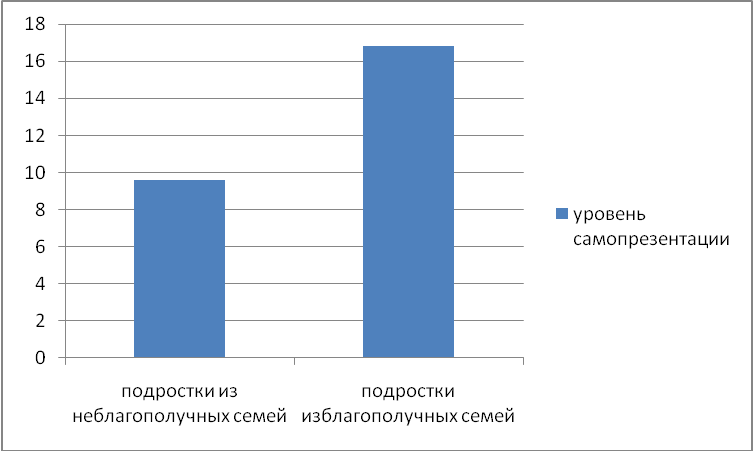 18
16
14
12
10
8
6
4
2
0
подростки из
неблагополучных семей
подростки
изблагополучных семей
уровень
самопрезентации